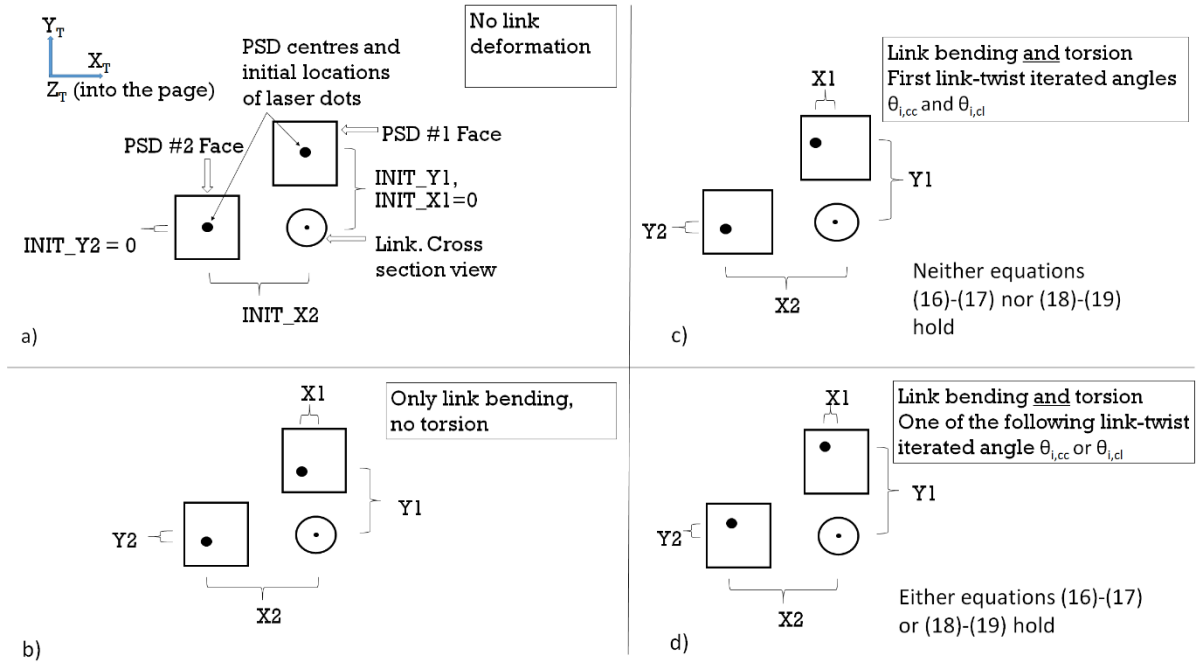 Y_T
X_T
Z_T (into the page)
PSD centres and
initial locations
of laser dots
No link
deformation
PSD #2 Face
PSD #1 Face
INIT_Y1,
INIT_X1=0
INIT_Y2 = 0
Link. Cross
section view
INIT_X2
a)
Only link bending,
no torsion
X1
Y1
Y2
X2
b)
Link bending and torsion
First link-twist iterated angles
θi,cc and θi,cl
X1
Y1
Y2
X2
Neither equations
(16)-(17) nor (18)-(19)
hold
c)
Link bending and torsion
One of the following link-twist
iterated angle θi,cc or θi,cl
X1
Y1
Y2
X2
Either equations (16)-(17)
or (18)-(19) hold
d)